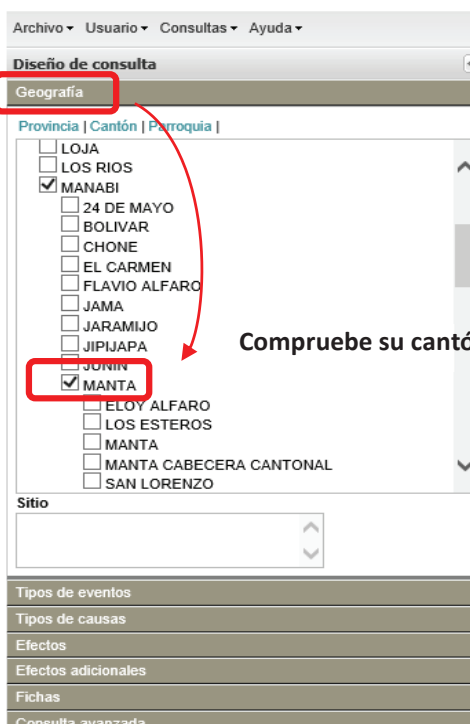 Archivo Usuario Consultas Ayuda
Diseño de consulta
Geografía
Provincia | Cantón | Parroquia |
LOJA
LOS RIOS
MANABI
24 DE MAYO
BOLIVAR
CHONE
EL CARMEN
FLAVIO ALFARO
JAMA
JARAMIJO
JIPIJAPA
Compruebe su cantó
JUNIN
MANTA
ELOY ALFARO
LOS ESTEROS
MANTA
MANTA CABECERA CANTONAL
SAN LORENZO
Sitio
Tipos de eventos
Tipos de causas
Efectos
Efectos adicionales
Fichas
Consulta avanzada